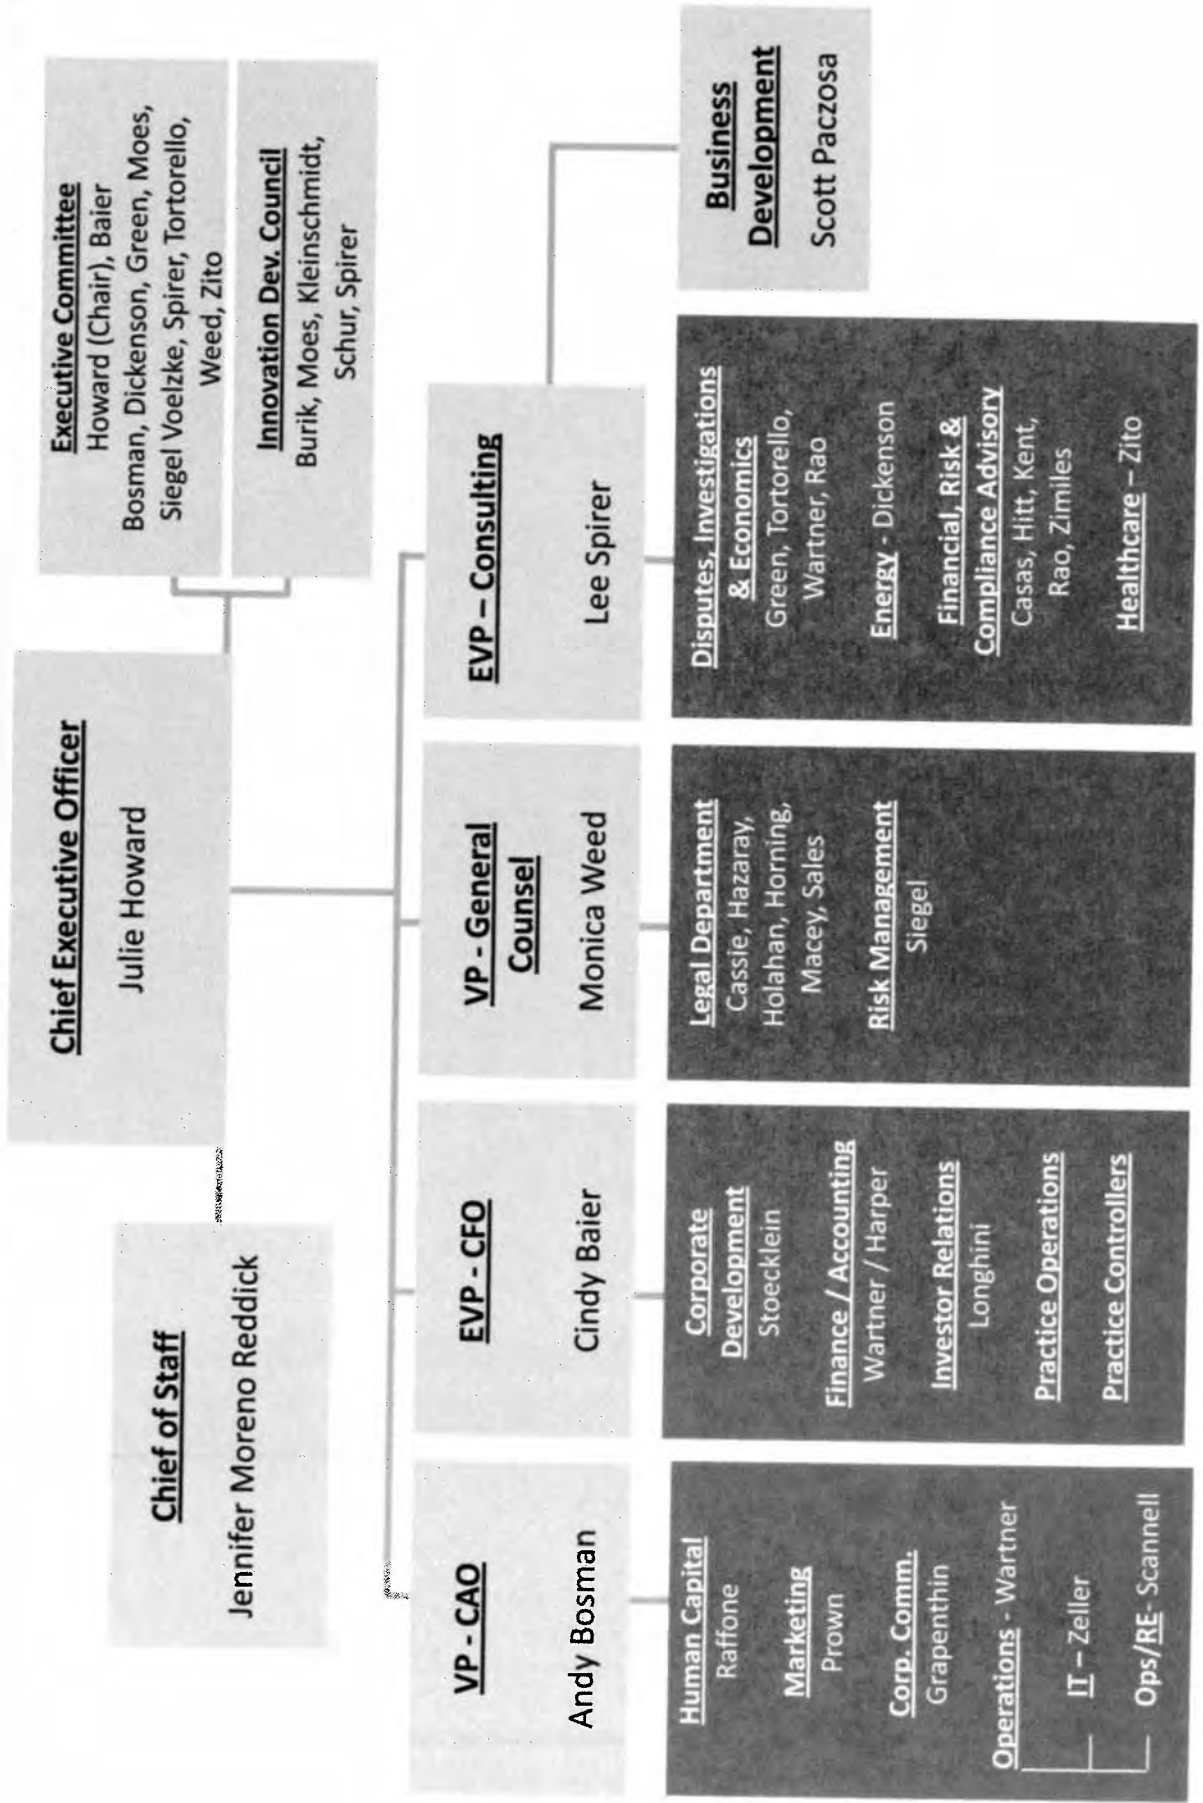 Chief Executive Officer
Julie Howard
Chief of Staff
Jennifer Moreno Reddick
Executive Committee
Howard (Chair), Baier
Bosman, Dickenson, Green, Moes,
Siegel Voelzke, Spirer, Tortorello,
Weed, Zito
Innovation Dev. Council
Burik, Moes, Kleinschmidt,
Schur, Spirer
VP - CAO
Andy Bosman
EVP - CFO
Cindy Baier
VP - General
Counsel
Monica Weed
EVP – Consulting
Lee Spirer
Business
Development
Scott Paczosa
Human Capital
Raffone
Marketing
Prown
Corp. Comm.
Grapenthin
Operations - Wartner
IT – Zeller
Ops/RE- Scannell
Corporate
Development
Stoecklein
Finance / Accounting
Wartner / Harper
Investor Relations
Longhini
Practice Operations
Practice Controllers
Legal Department
Cassie, Hazaray,
Holahan, Horning,
Macey, Sales
Risk Management
Siegel
Disputes, Investigations
& Economics
Green, Tortorello,
Wartner, Rao
Energy - Dickenson
Financial, Risk &
Compliance Advisory
Casas, Hitt, Kent,
Rao, Zimiles
Healthcare – Zito